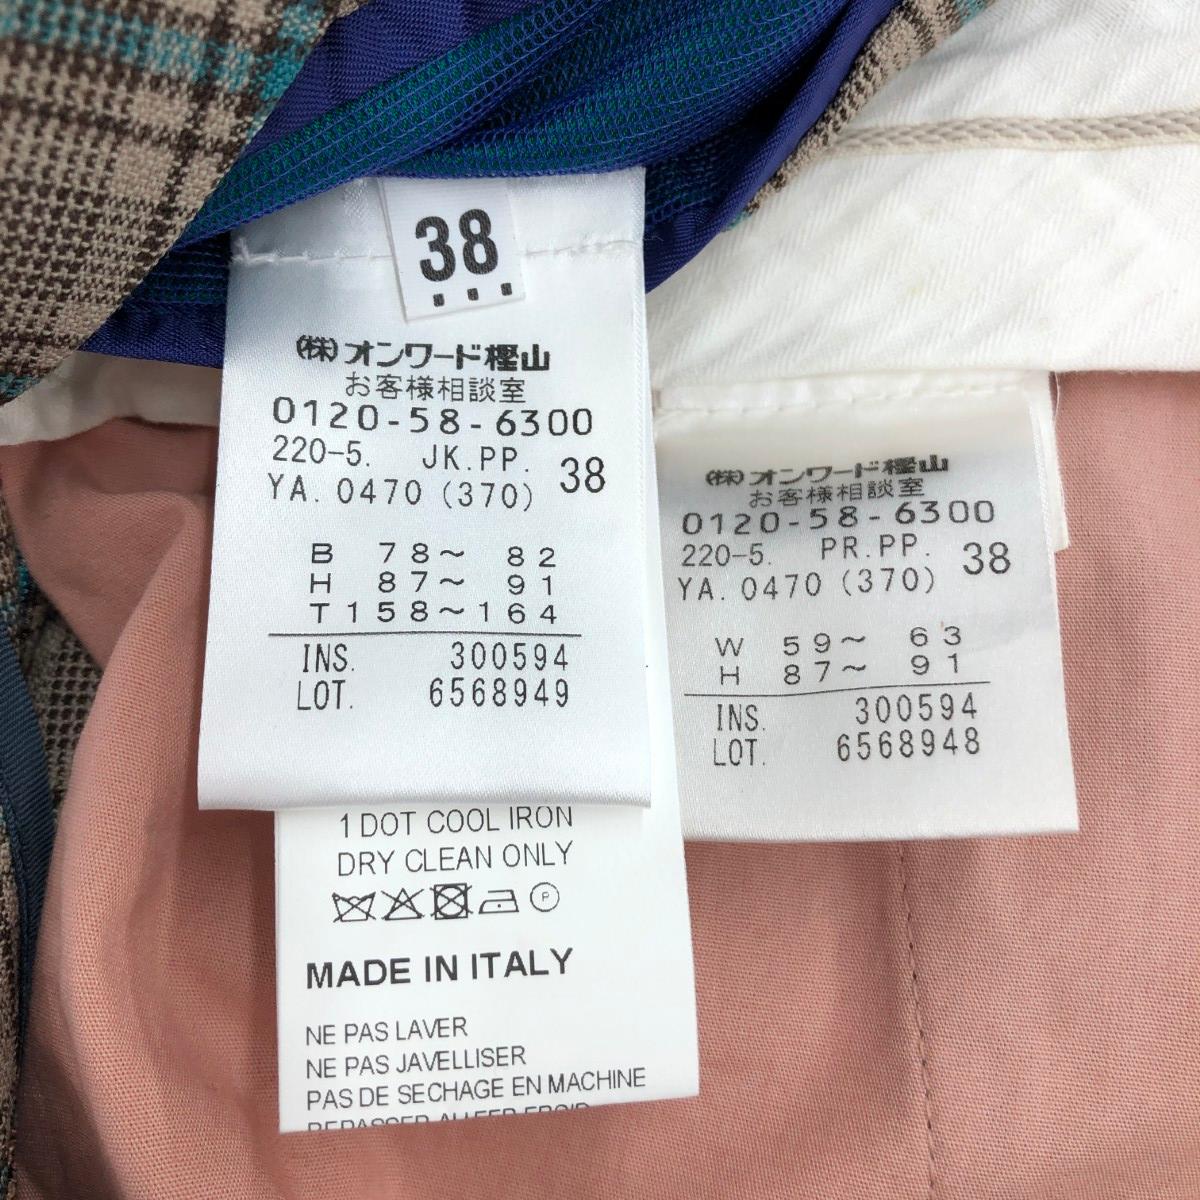 38
㈱オンワード樫山
お客様相談室
0120-58-6300
220-5. JK.PP. 38
YA.0470(370)
B 78～ 82
H 87～ 91
T158～164
INS. 300594
LOT. 6568949
㈱オンワード樫山
お客様相談室
0120-58-6300
220-5. PR.PP. 38
YA.0470(370)
W 59～ 63
H 87～ 91
INS. 300594
LOT. 6568948
1 DOT COOL IRON
DRY CLEAN ONLY
P
MADE IN ITALY
NE PAS LAVER
NE PAS JAVELLISER
PAS DE SECHAGE EN MACHINE
REPASSER ALLER FROID